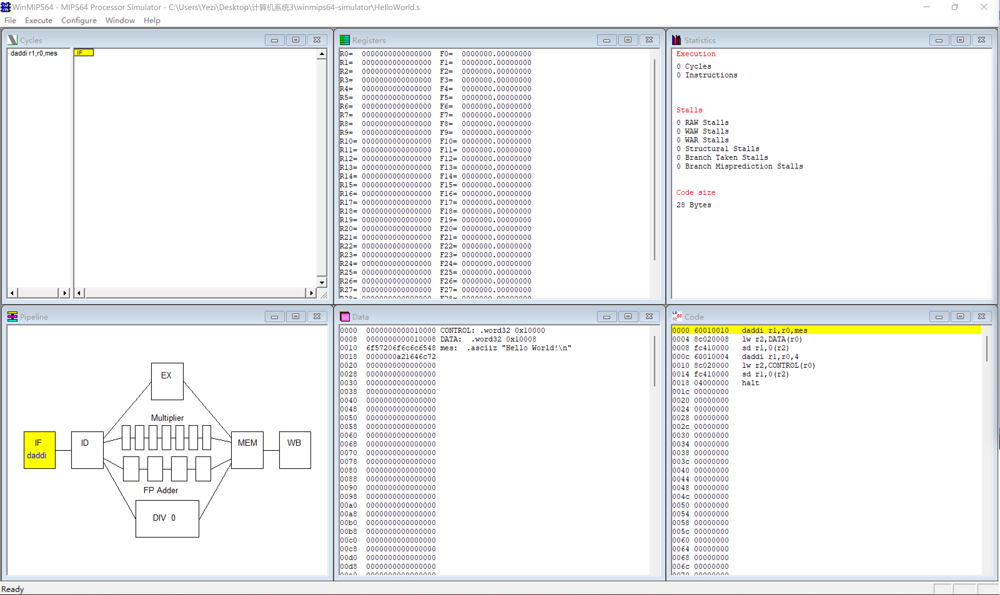 WinMIPS64 - MIPS64 Processor Simulator - C:\Users\Yezi\Desktop\计算机系统3\winmips64-simulator\HelloWorld.s
File Execute Configure Window Help
Cycles
daddi r1,r0,mes
IF
Registers
R0= 0000000000000000 F0= 0000000.00000000
R1= 0000000000000000 F1= 0000000.00000000
R2= 0000000000000000 F2= 0000000.00000000
R3= 0000000000000000 F3= 0000000.00000000
R4= 0000000000000000 F4= 0000000.00000000
R5= 0000000000000000 F5= 0000000.00000000
R6= 0000000000000000 F6= 0000000.00000000
R7= 0000000000000000 F7= 0000000.00000000
R8= 0000000000000000 F8= 0000000.00000000
R9= 0000000000000000 F9= 0000000.00000000
R10= 0000000000000000 F10= 0000000.00000000
R11= 0000000000000000 F11= 0000000.00000000
R12= 0000000000000000 F12= 0000000.00000000
R13= 0000000000000000 F13= 0000000.00000000
R14= 0000000000000000 F14= 0000000.00000000
R15= 0000000000000000 F15= 0000000.00000000
R16= 0000000000000000 F16= 0000000.00000000
R17= 0000000000000000 F17= 0000000.00000000
R18= 0000000000000000 F18= 0000000.00000000
R19= 0000000000000000 F19= 0000000.00000000
R20= 0000000000000000 F20= 0000000.00000000
R21= 0000000000000000 F21= 0000000.00000000
R22= 0000000000000000 F22= 0000000.00000000
R23= 0000000000000000 F23= 0000000.00000000
R24= 0000000000000000 F24= 0000000.00000000
R25= 0000000000000000 F25= 0000000.00000000
R26= 0000000000000000 F26= 0000000.00000000
R27= 0000000000000000 F27= 0000000.00000000
R28= 0000000000000000 F28= 0000000.00000000
Statistics
Execution
0 Cycles
0 Instructions
Stalls
0 RAW Stalls
0 WAW Stalls
0 WAR Stalls
0 Structural Stalls
0 Branch Taken Stalls
0 Branch Misprediction Stalls
Code size
28 Bytes
Pipeline
EX
Multiplier
IF
daddi
ID
MEM
WB
FP Adder
DIV 0
Data
0000 0000000000010000 CONTROL: .word32 0x10000
0008 0000000000010008 DATA: .word32 0x10008
0010 6f57206f6c6c6548 mes: .asciiz "Hello World!\n"
0018 0000000a21646c72
0020 0000000000000000
0028 0000000000000000
0030 0000000000000000
0038 0000000000000000
0040 0000000000000000
0048 0000000000000000
0050 0000000000000000
0058 0000000000000000
0060 0000000000000000
0068 0000000000000000
0070 0000000000000000
0078 0000000000000000
0080 0000000000000000
0088 0000000000000000
0090 0000000000000000
0098 0000000000000000
00a0 0000000000000000
00a8 0000000000000000
00b0 0000000000000000
00b8 0000000000000000
00c0 0000000000000000
00c8 0000000000000000
00d0 0000000000000000
00d8 0000000000000000
00e0 0000000000000000
Code
0000 60010010 daddi r1,r0,mes
0004 8c020008 lw r2,DATA(r0)
0008 fc410000 sd r1,0(r2)
000c 60010004 daddi r1,r0,4
0010 8c020000 lw r2,CONTROL(r0)
0014 fc410000 sd r1,0(r2)
0018 04000000 halt
001c 00000000
0020 00000000
0024 00000000
0028 00000000
002c 00000000
0030 00000000
0034 00000000
0038 00000000
003c 00000000
0040 00000000
0044 00000000
0048 00000000
004c 00000000
0050 00000000
0054 00000000
0058 00000000
005c 00000000
0060 00000000
0064 00000000
0068 00000000
006c 00000000
0070 00000000
Ready